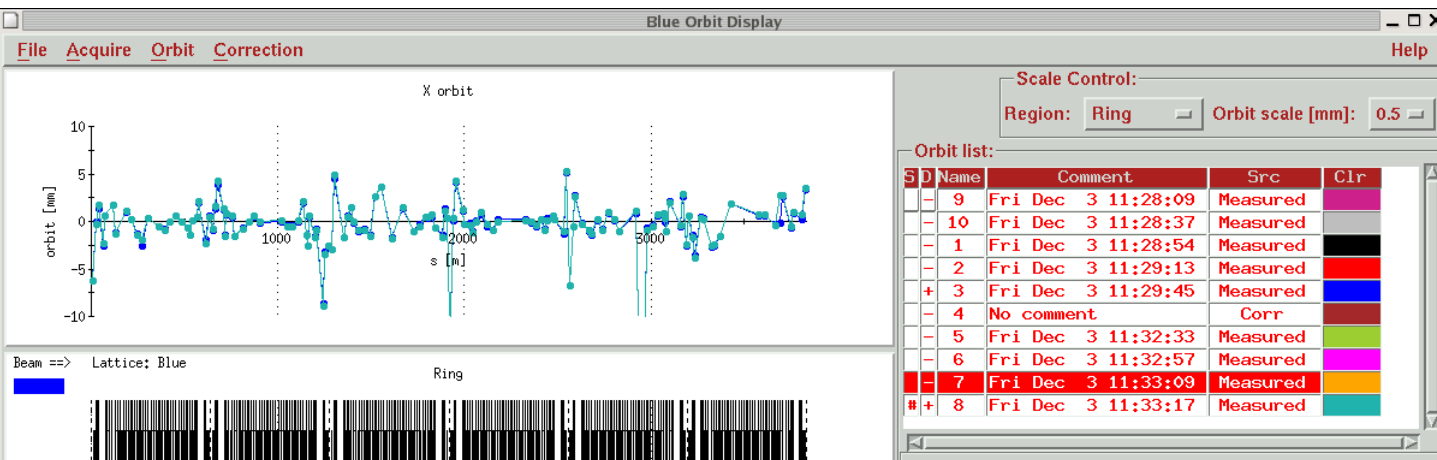 Blue Orbit Display
File Acquire Orbit Correction Help
X orbit
10
5
0
-5
-10
orbit [mm]
1000 2000 3000
s [m]
Scale Control:
Region: Ring Orbit scale [mm]: 0.5
Orbit list:
S D Name Comment Src Clr
- 9 Fri Dec 3 11:28:09 Measured
- 10 Fri Dec 3 11:28:37 Measured
- 1 Fri Dec 3 11:28:54 Measured
- 2 Fri Dec 3 11:29:13 Measured
+ 3 Fri Dec 3 11:29:45 Measured
- 4 No comment Corr
- 5 Fri Dec 3 11:32:33 Measured
- 6 Fri Dec 3 11:32:57 Measured
- 7 Fri Dec 3 11:33:09 Measured
# + 8 Fri Dec 3 11:33:17 Measured
Beam ==> Lattice: Blue
Ring